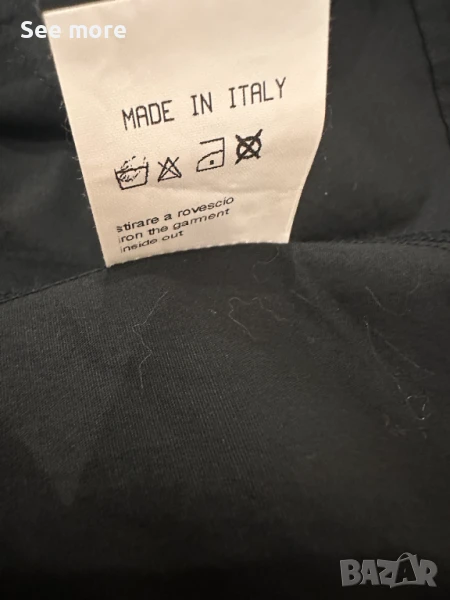 See more
MADE IN ITALY
stirare a rovescio
iron the garment
inside out
BAZAR